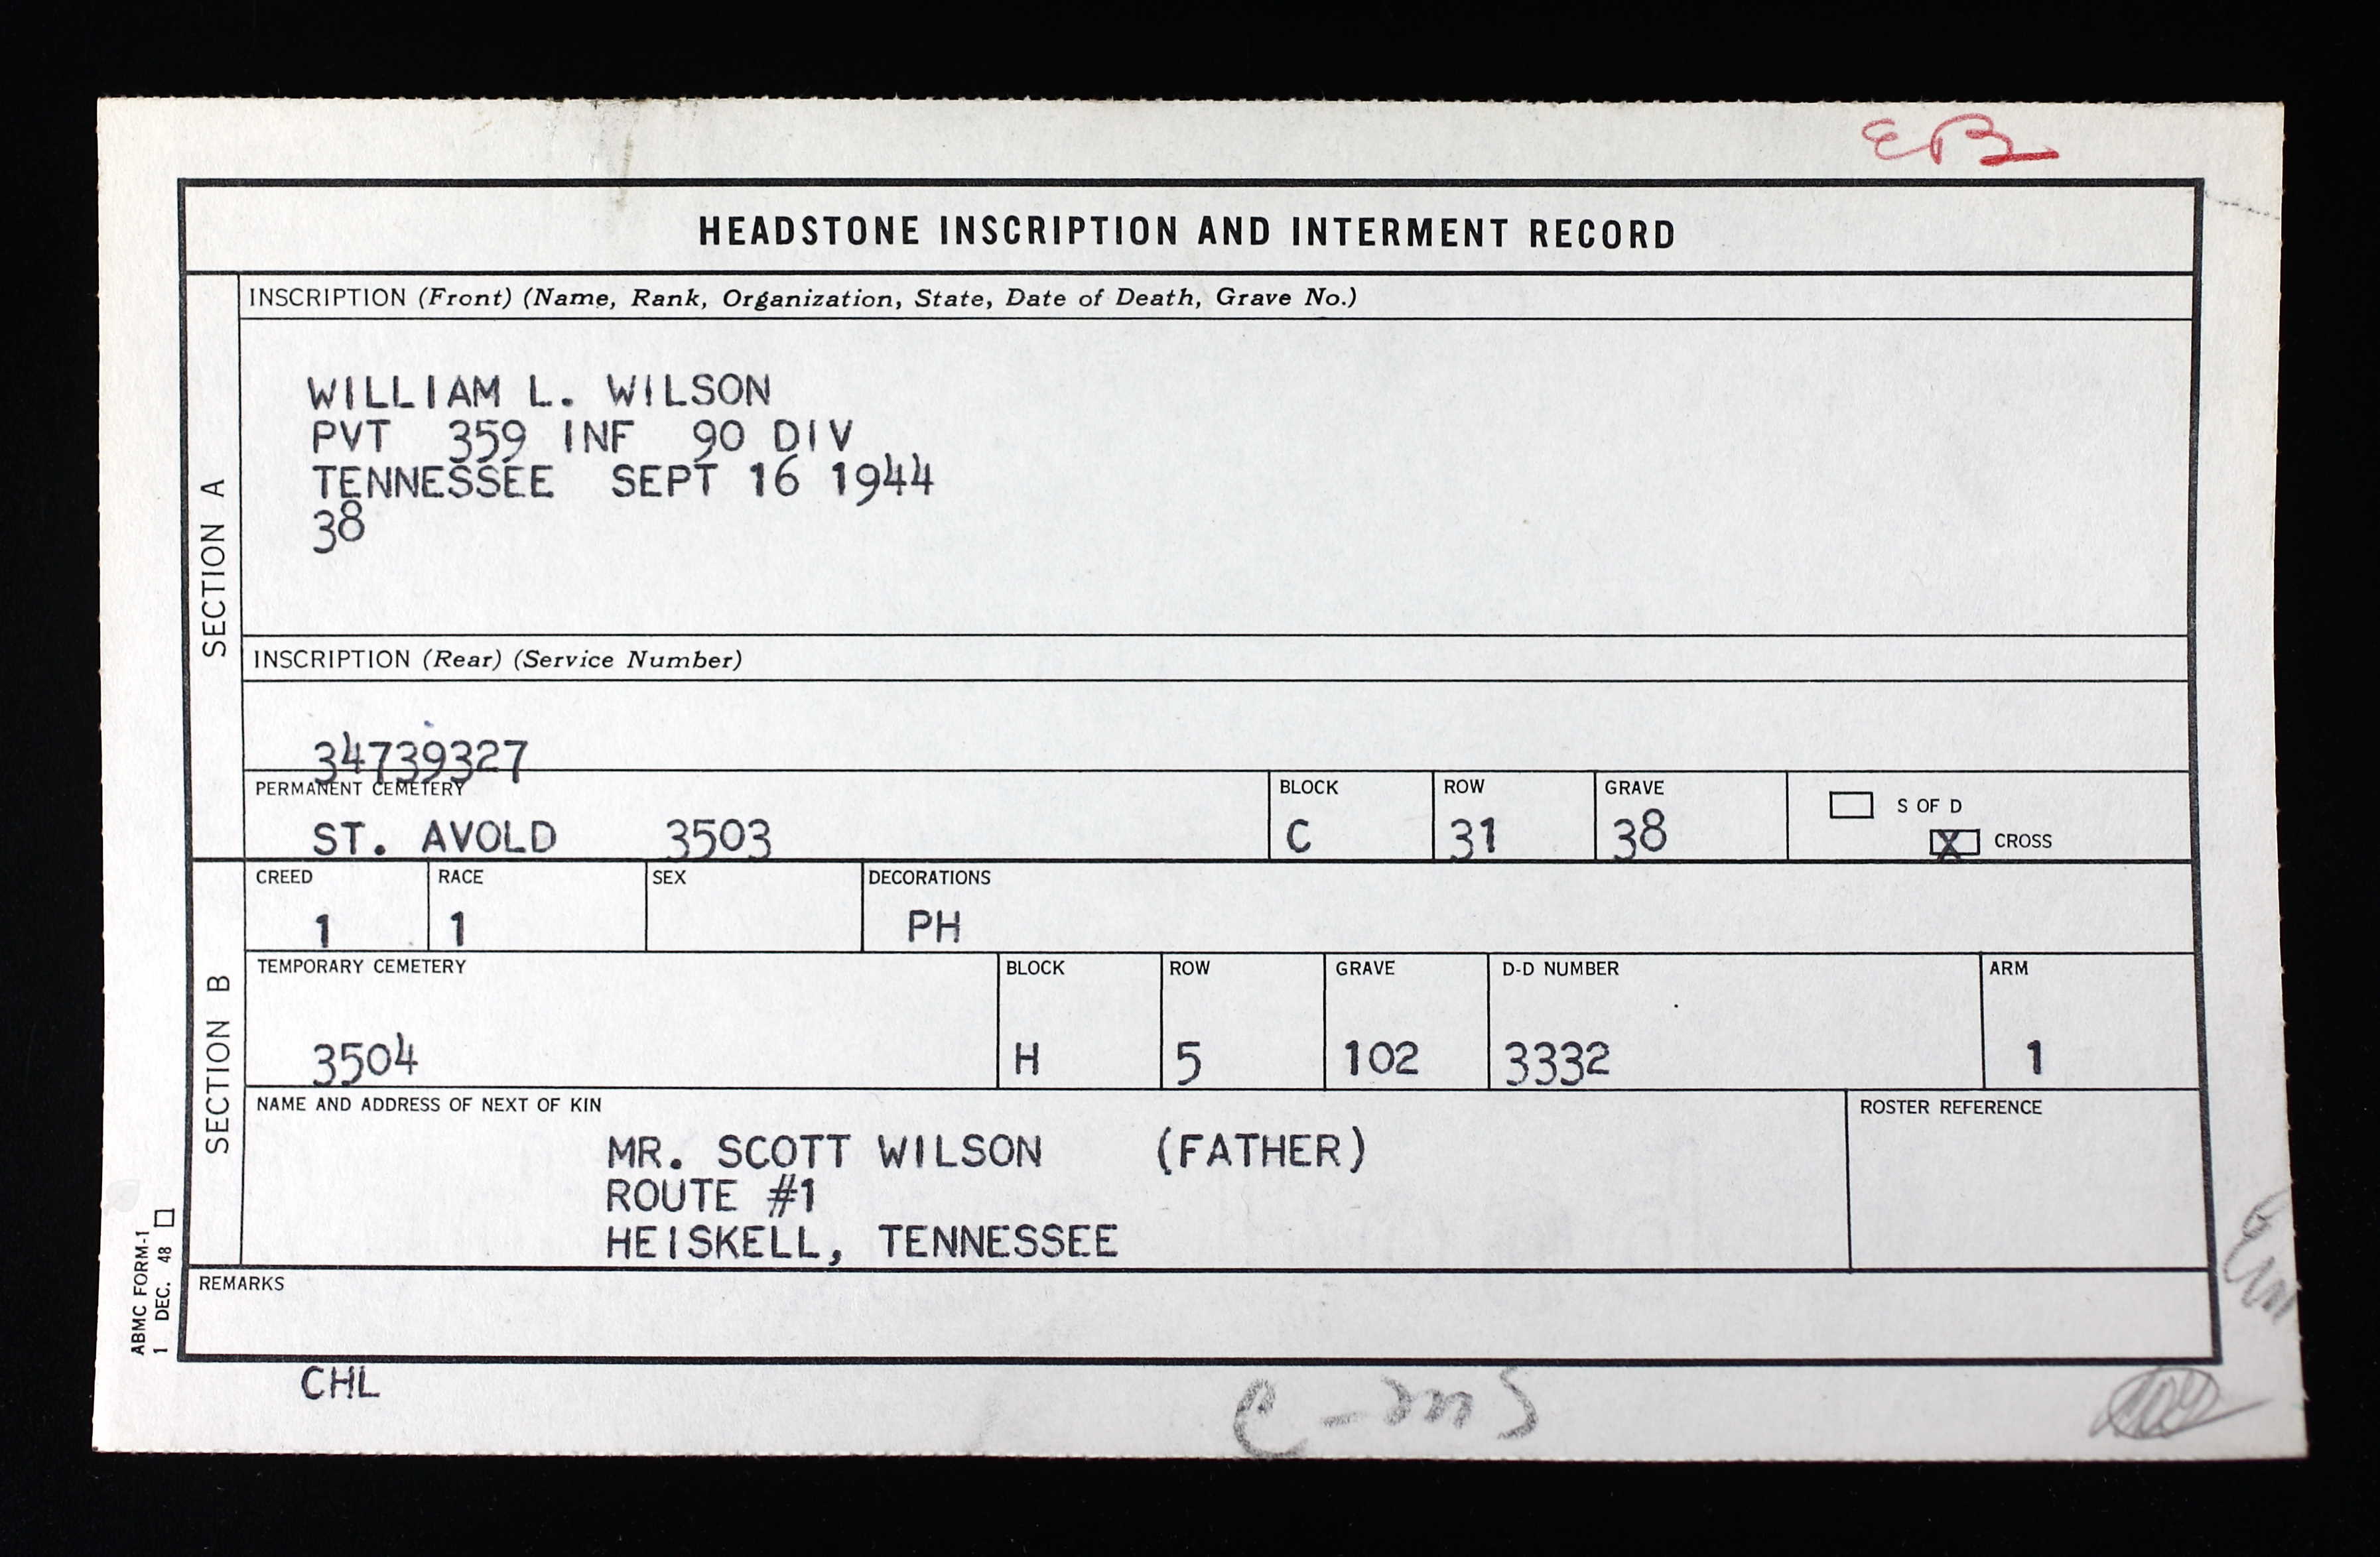 EB
HEADSTONE INSCRIPTION AND INTERMENT RECORD
SECTION A
INSCRIPTION (Front) (Name, Rank, Organization, State, Date of Death, Grave No.)
WILLIAM L. WILSON
PVT 359 INF 90 DIV
TENNESSEE SEPT 16 1944
38
INSCRIPTION (Rear) (Service Number)
34739327
PERMANENT CEMETERY BLOCK ROW GRAVE S OF D
ST. AVOLD 3503 C 31 38 X CROSS
SECTION B
CREED RACE SEX DECORATIONS
1 1 PH
TEMPORARY CEMETERY BLOCK ROW GRAVE D-D NUMBER ARM
3504 H 5 102 3332 1
NAME AND ADDRESS OF NEXT OF KIN ROSTER REFERENCE
MR. SCOTT WILSON (FATHER)
ROUTE #1
HEISKELL, TENNESSEE
REMARKS
ABMC FORM-1
1 DEC. 48
CHL